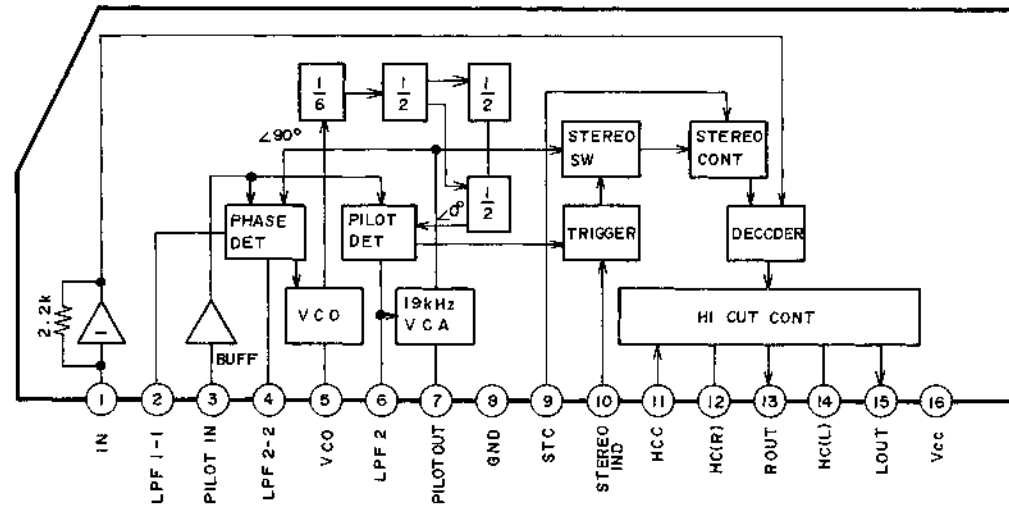 1/6
1/2
1/2
∠90°
STEREO SW
STEREO CONT
1/2
∠0°
PHASE DET
PILOT DET
TRIGGER
DECODER
2.2k
VCO
19kHz VCA
HI CUT CONT
BUFF
1
2
3
4
5
6
7
8
9
10
11
12
13
14
15
16
IN
LPF 1-1
PILOT IN
LPF 2-2
VCO
LPF 2
PILOT OUT
GND
STC
STEREO IND
HCC
HC(R)
ROUT
HC(L)
LOUT
Vcc